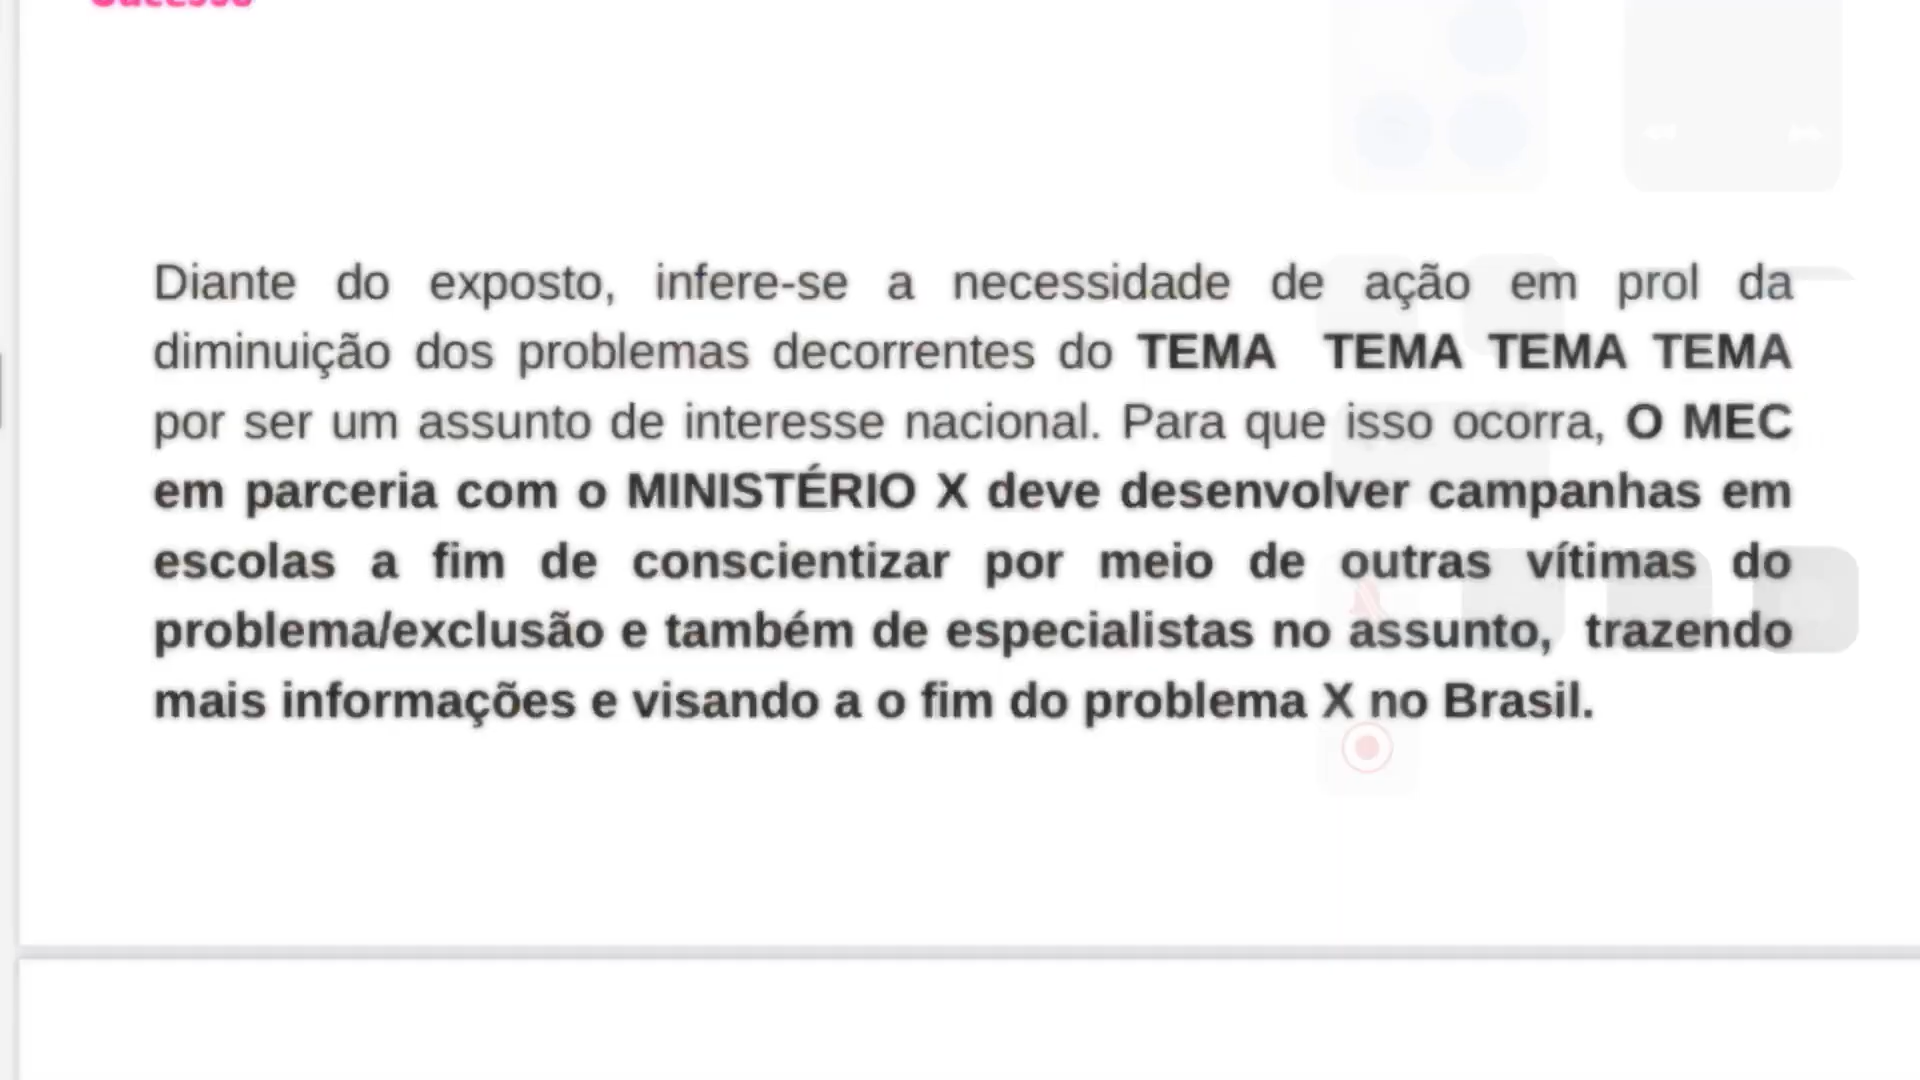 Diante do exposto, infere-se a necessidade de ação em prol da
diminuição dos problemas decorrentes do TEMA TEMA TEMA TEMA
por ser um assunto de interesse nacional. Para que isso ocorra, O MEC
em parceria com o MINISTÉRIO X deve desenvolver campanhas em
escolas a fim de conscientizar por meio de outras vítimas do
problema/exclusão e também de especialistas no assunto, trazendo
mais informações e visando a o fim do problema X no Brasil.